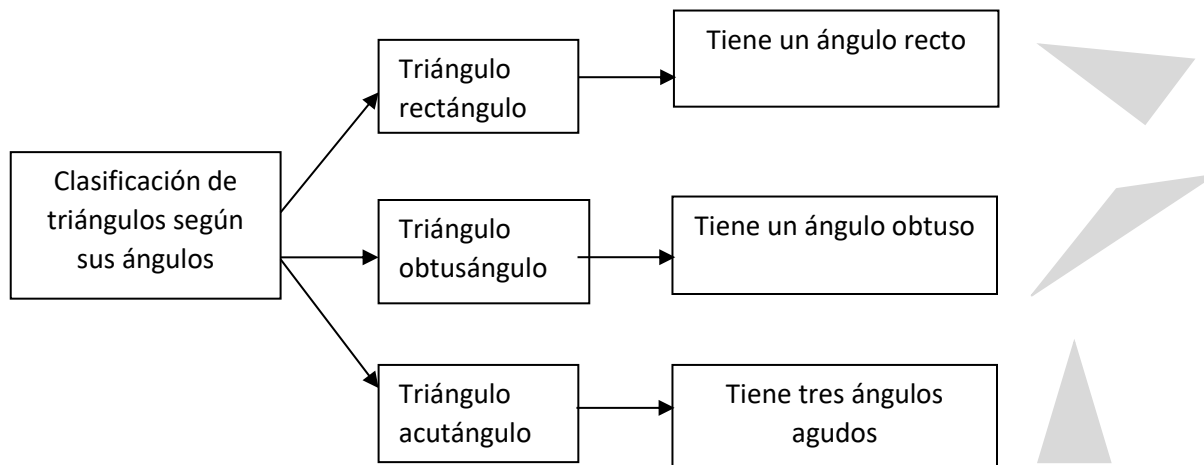 Clasificación de
triángulos según
sus ángulos
Triángulo
rectángulo
Tiene un ángulo recto
Triángulo
obtusángulo
Tiene un ángulo obtuso
Triángulo
acutángulo
Tiene tres ángulos
agudos